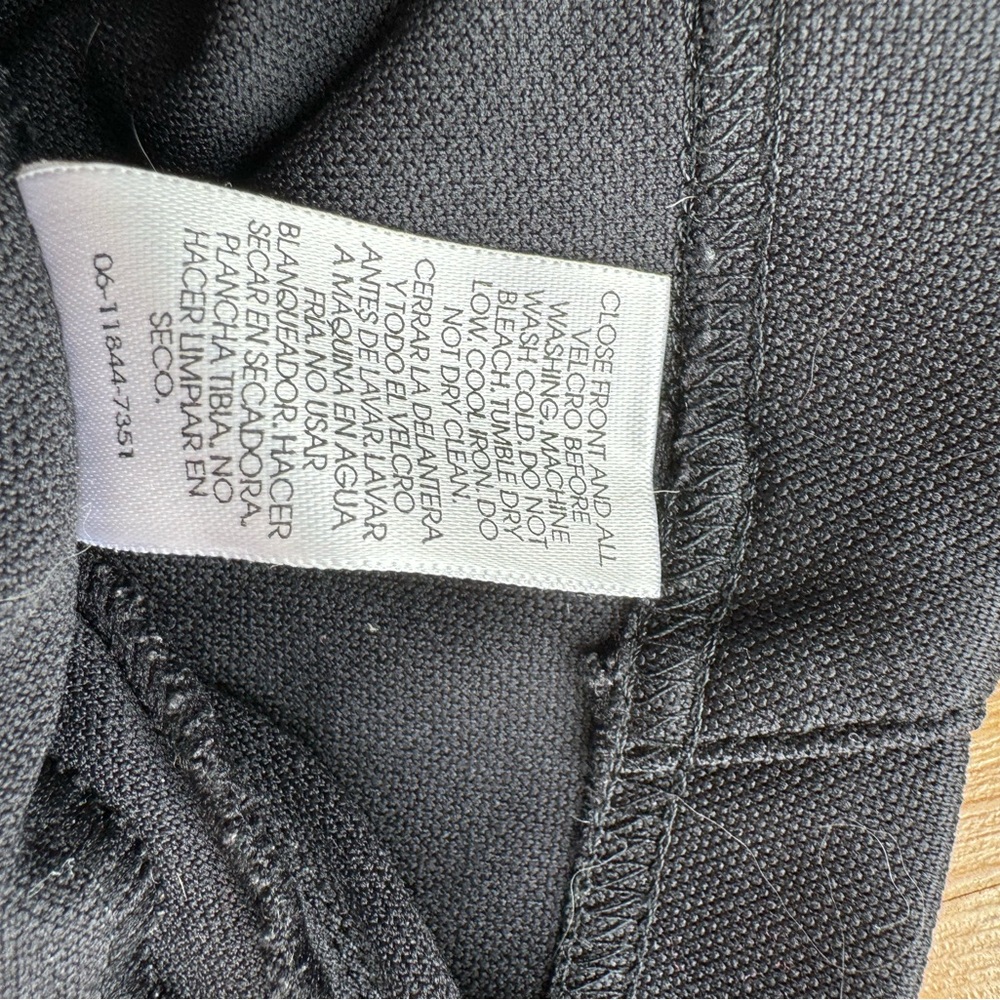 CLOSE FRONT AND ALL
VELCRO BEFORE
WASHING. MACHINE
WASH COLD. DO NOT
BLEACH. TUMBLE DRY
LOW. COOL IRON. DO
NOT DRY CLEAN.
CERRAR LA DELANTERA
Y TODO EL VELCRO
ANTES DE LAVAR. LAVAR
A MAQUINA EN AGUA
FRIA. NO USAR
BLANQUEADOR. HACER
SECAR EN SECADORA.
PLANCHA TIBIA. NO
HACER LIMPIAR EN
SECO.
06-11844-7351